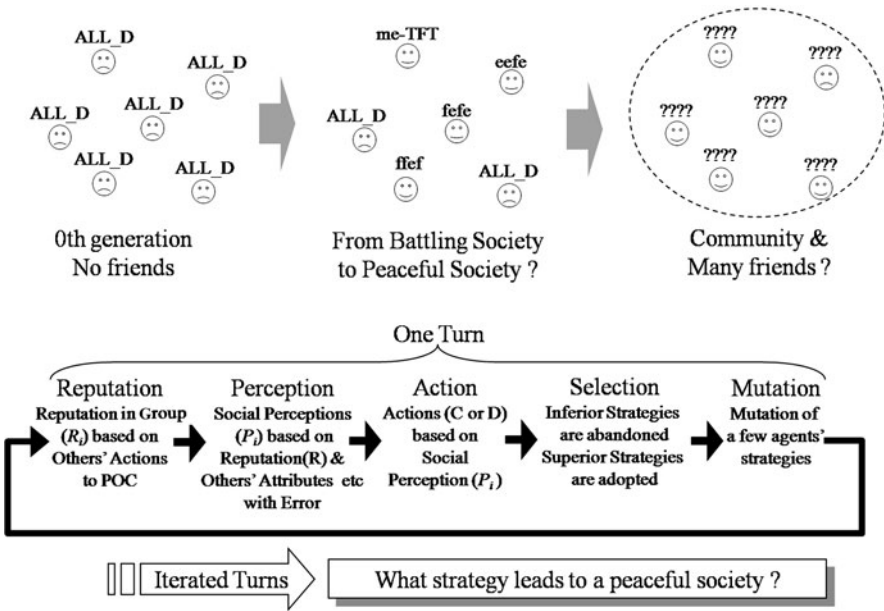 ALL_D
ALL_D
ALL_D
ALL_D
ALL_D
ALL_D
0th generation
No friends
me-TFT
eefe
ALL_D
fefe
ffef
ALL_D
From Battling Society
to Peaceful Society ?
????
????
????
????
????
????
Community &
Many friends ?
One Turn
Reputation
Reputation in Group
(Ri) based on
Others' Actions
to POC
Perception
Social Perceptions
(Pi) based on
Reputation(R) &
Others' Attributes etc
with Error
Action
Actions (C or D)
based on
Social
Perception (Pi)
Selection
Inferior Strategies
are abandoned
Superior Strategies
are adopted
Mutation
Mutation of
a few agents'
strategies
Iterated Turns
What strategy leads to a peaceful society ?